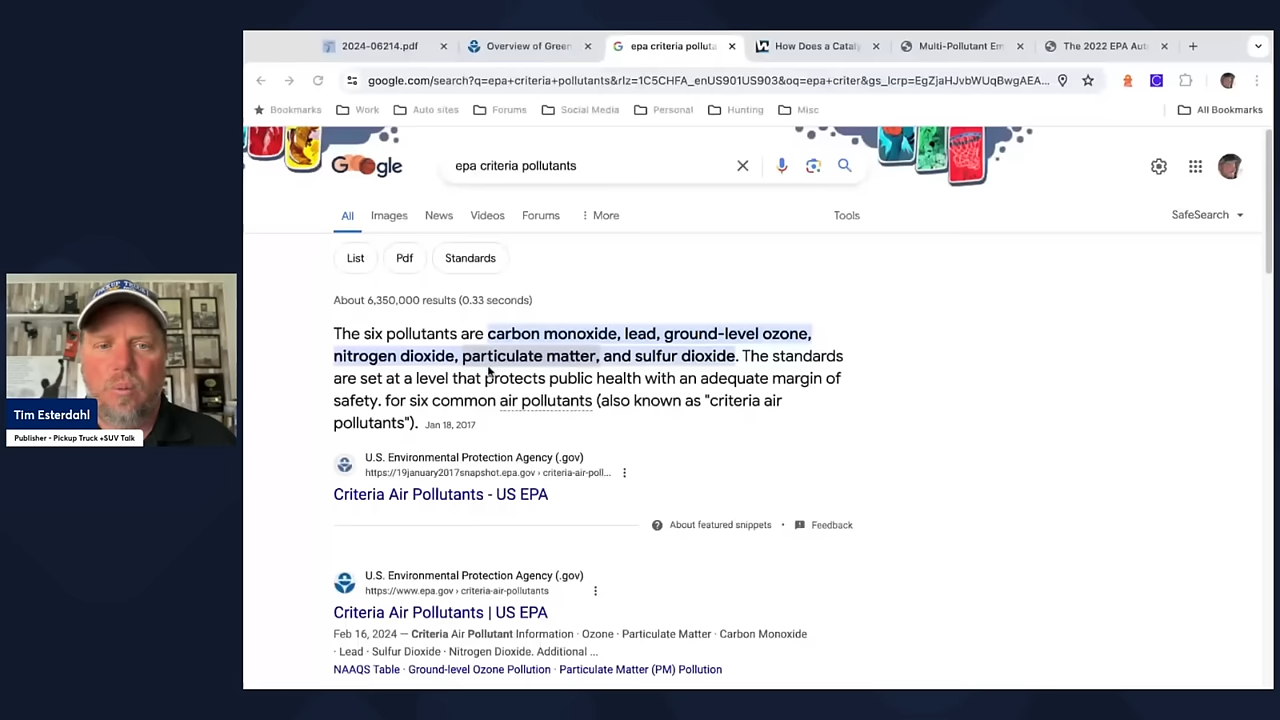 2024-06214.pdf
Overview of Green
epa criteria polluta
How Does a Cataly
Multi-Pollutant Em
The 2022 EPA Aut
google.com/search?q=epa+criteria+pollutants&rlz=1C5CHFA_enUS901US903&oq=epa+criter&gs_lcrp=EgZjaHJvbWUqBwgAEA...
Bookmarks
Work
Auto sites
Forums
Social Media
Personal
Hunting
Misc
All Bookmarks
Google
epa criteria pollutants
All
Images
News
Videos
Forums
More
Tools
SafeSearch
List
Pdf
Standards
About 6,350,000 results (0.33 seconds)
The six pollutants are carbon monoxide, lead, ground-level ozone,
nitrogen dioxide, particulate matter, and sulfur dioxide. The standards
are set at a level that protects public health with an adequate margin of
safety. for six common air pollutants (also known as "criteria air
pollutants"). Jan 18, 2017
U.S. Environmental Protection Agency (.gov)
https://19january2017snapshot.epa.gov › criteria-air-poll...
Criteria Air Pollutants - US EPA
About featured snippets
•
Feedback
U.S. Environmental Protection Agency (.gov)
https://www.epa.gov › criteria-air-pollutants
Criteria Air Pollutants | US EPA
Feb 16, 2024 — Criteria Air Pollutant Information · Ozone · Particulate Matter · Carbon Monoxide
· Lead · Sulfur Dioxide · Nitrogen Dioxide. Additional ...
NAAQS Table · Ground-level Ozone Pollution · Particulate Matter (PM) Pollution
Tim Esterdahl
Publisher - Pickup Truck +SUV Talk